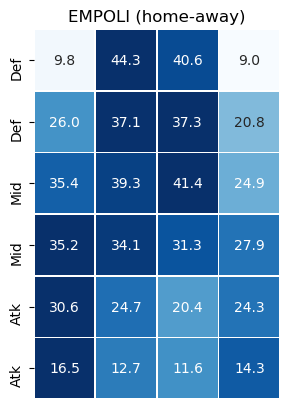 EMPOLI (home-away)
Def 9.8 44.3 40.6 9.0
Def 26.0 37.1 37.3 20.8
Mid 35.4 39.3 41.4 24.9
Mid 35.2 34.1 31.3 27.9
Atk 30.6 24.7 20.4 24.3
Atk 16.5 12.7 11.6 14.3